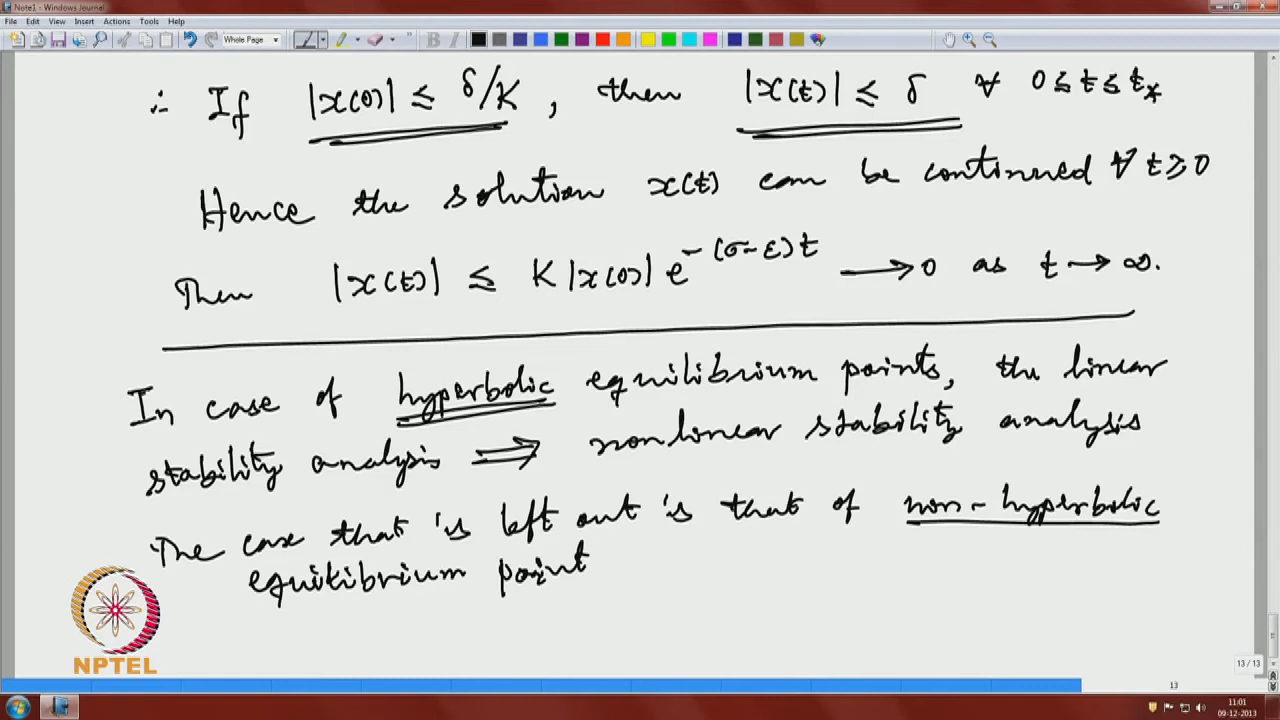 Note1 - Windows Journal
File Edit View Insert Actions Tools Help
Whole Page
∴ If |x(0)| ≤ δ/K, then |x(t)| ≤ δ ∀ 0 ≤ t ≤ t*
Hence the solution x(t) can be continued ∀ t ≥ 0
Then |x(t)| ≤ K |x(0)| e^{-(σ-ε)t} → 0 as t → ∞.
In case of hyperbolic equilibrium points, the linear
stability analysis ⟹ nonlinear stability analysis
The case that is left out is that of non-hyperbolic
equilibrium point
NPTEL
13 / 13
13
11:01
09-12-2013